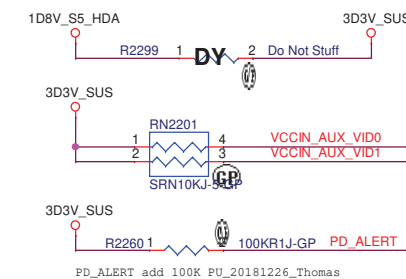 1D8V_S5_HDA 3D3V_SUS
R2299 1 DY 2 Do Not Stuff
3D3V_SUS
RN2201
1 4 VCCIN_AUX_VID0
2 3 VCCIN_AUX_VID1
SRN10KJ-5-GP GP
3D3V_SUS
R2260 1 100KR1J-GP PD_ALERT
PD_ALERT add 100K PU_20181226_Thomas